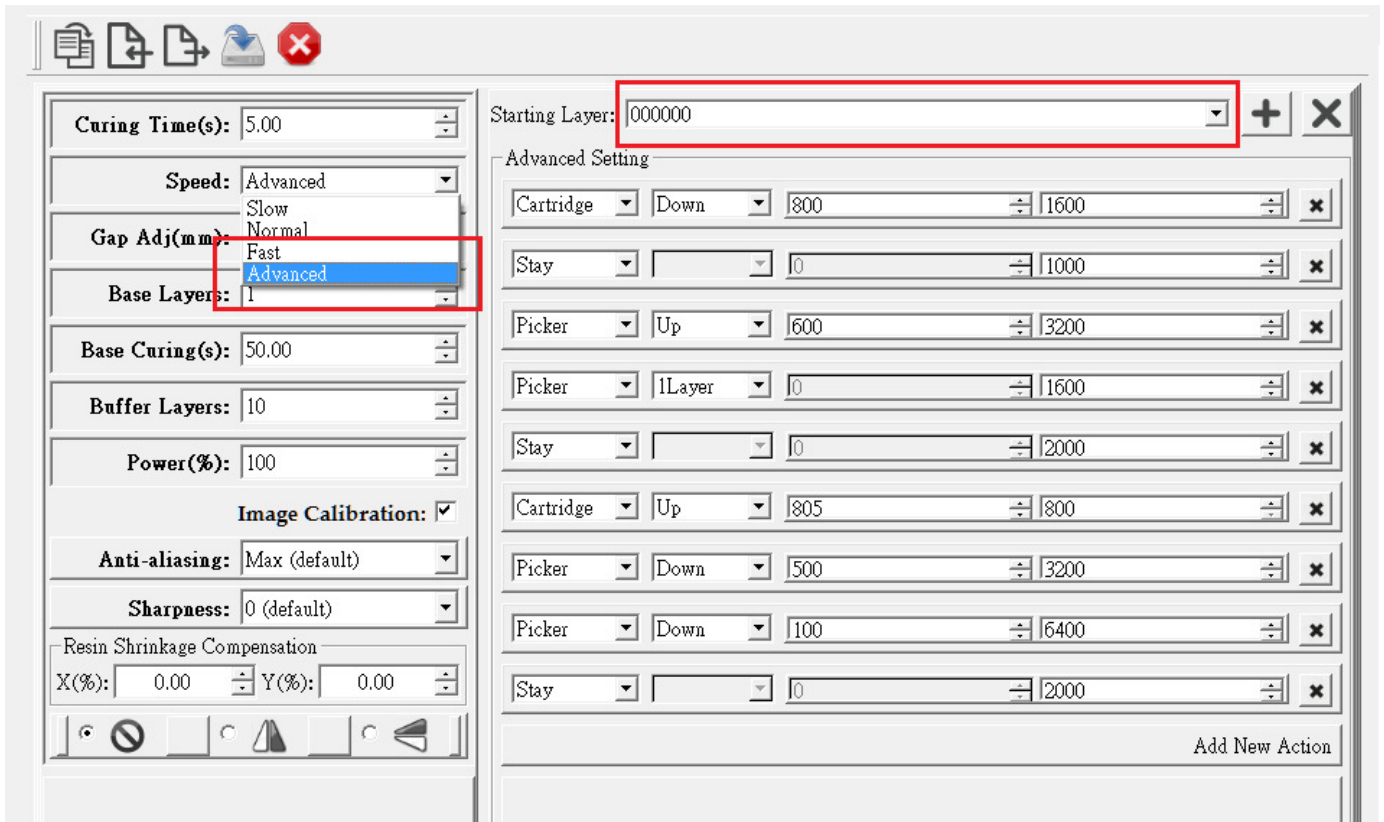 Curing Time(s): 5.00
Speed: Advanced
Slow
Normal
Fast
Advanced
Gap Adj(mm):
Base Layers: 1
Base Curing(s): 50.00
Buffer Layers: 10
Power(%): 100
Image Calibration:
Anti-aliasing: Max (default)
Sharpness: 0 (default)
Resin Shrinkage Compensation
X(%): 0.00 Y(%): 0.00
Starting Layer: 000000
Advanced Setting
Cartridge Down 800 1600
Stay 0 1000
Picker Up 600 3200
Picker 1Layer 0 1600
Stay 0 2000
Cartridge Up 805 800
Picker Down 500 3200
Picker Down 100 6400
Stay 0 2000
Add New Action